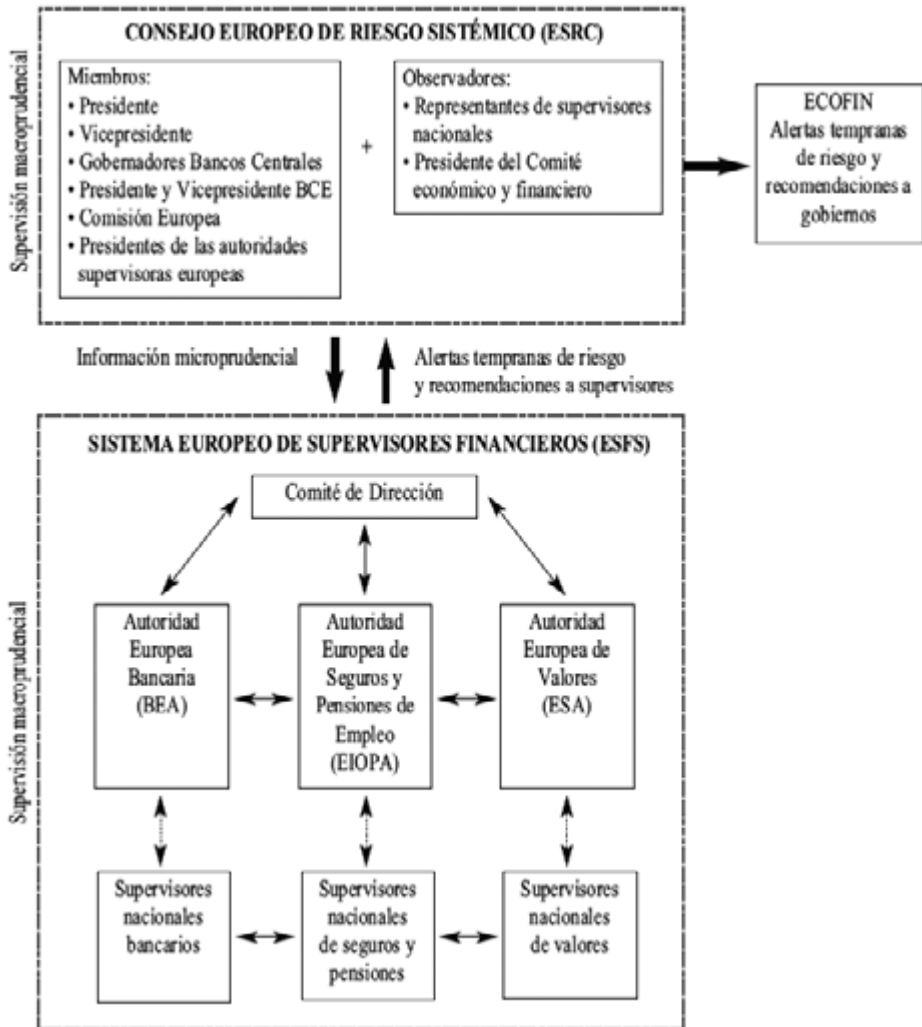 CONSEJO EUROPEO DE RIESGO SISTÉMICO (ESRC)
Supervisión macroprudencial
Miembros:
• Presidente
• Vicepresidente
• Gobernadores Bancos Centrales
• Presidente y Vicepresidente BCE
• Comisión Europea
• Presidentes de las autoridades
supervisoras europeas
+
Observadores:
• Representantes de supervisores
nacionales
• Presidente del Comité
económico y financiero
ECOFIN
Alertas tempranas
de riesgo y
recomendaciones a
gobiernos
Información microprudencial
Alertas tempranas de riesgo
y recomendaciones a supervisores
SISTEMA EUROPEO DE SUPERVISORES FINANCIEROS (ESFS)
Supervisión macroprudencial
Comité de Dirección
Autoridad
Europea
Bancaria
(BEA)
Autoridad
Europea de
Seguros y
Pensiones de
Empleo
(EIOPA)
Autoridad
Europea de
Valores
(ESA)
Supervisores
nacionales
bancarios
Supervisores
nacionales
de seguros y
pensiones
Supervisores
nacionales
de valores